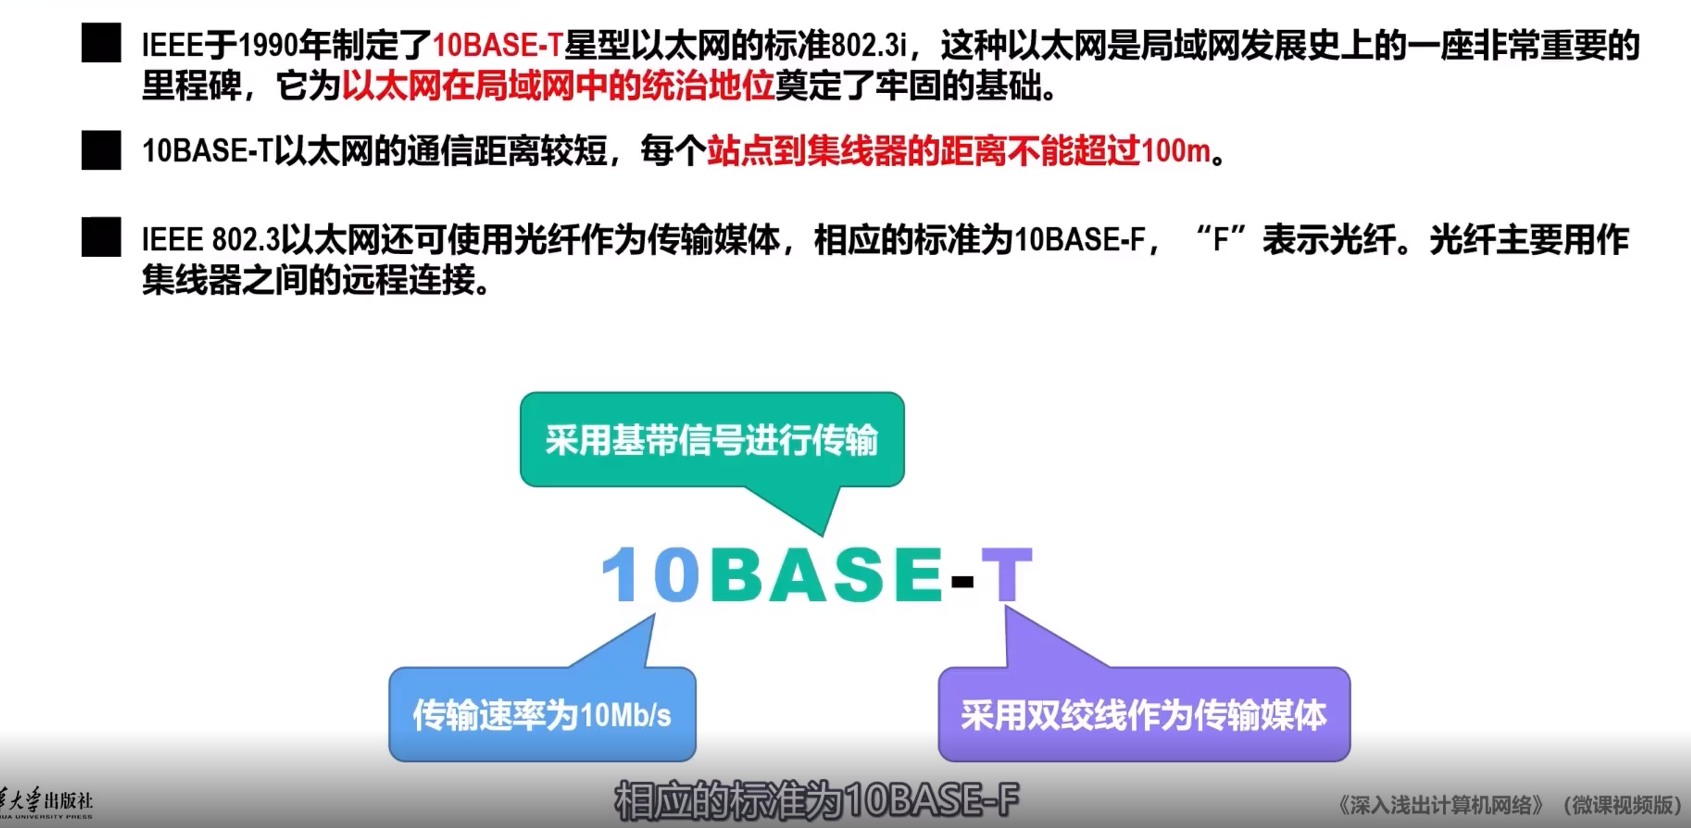 IEEE于1990年制定了10BASE-T星型以太网的标准802.3i，这种以太网是局域网发展史上的一座非常重要的
里程碑，它为以太网在局域网中的统治地位奠定了牢固的基础。
10BASE-T以太网的通信距离较短，每个站点到集线器的距离不能超过100m。
IEEE 802.3以太网还可使用光纤作为传输媒体，相应的标准为10BASE-F，“F”表示光纤。光纤主要用作
集线器之间的远程连接。
采用基带信号进行传输
10BASE-T
传输速率为10Mb/s
采用双绞线作为传输媒体
相应的标准为10BASE-F
大学出版社
UA UNIVERSITY PRESS
《深入浅出计算机网络》（微课视频版）